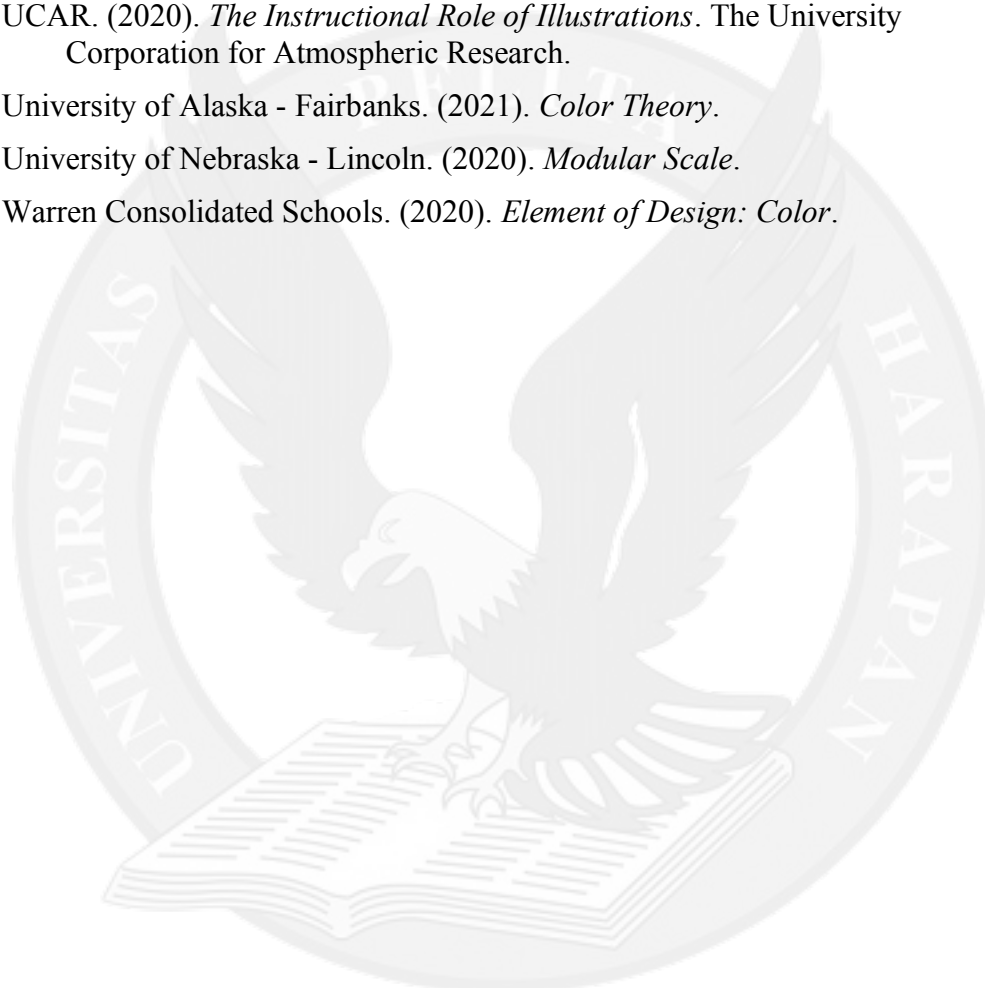 UCAR. (2020). The Instructional Role of Illustrations. The University
Corporation for Atmospheric Research.
University of Alaska - Fairbanks. (2021). Color Theory.
University of Nebraska - Lincoln. (2020). Modular Scale.
Warren Consolidated Schools. (2020). Element of Design: Color.
UNIVERSITAS PELITA HARAPAN